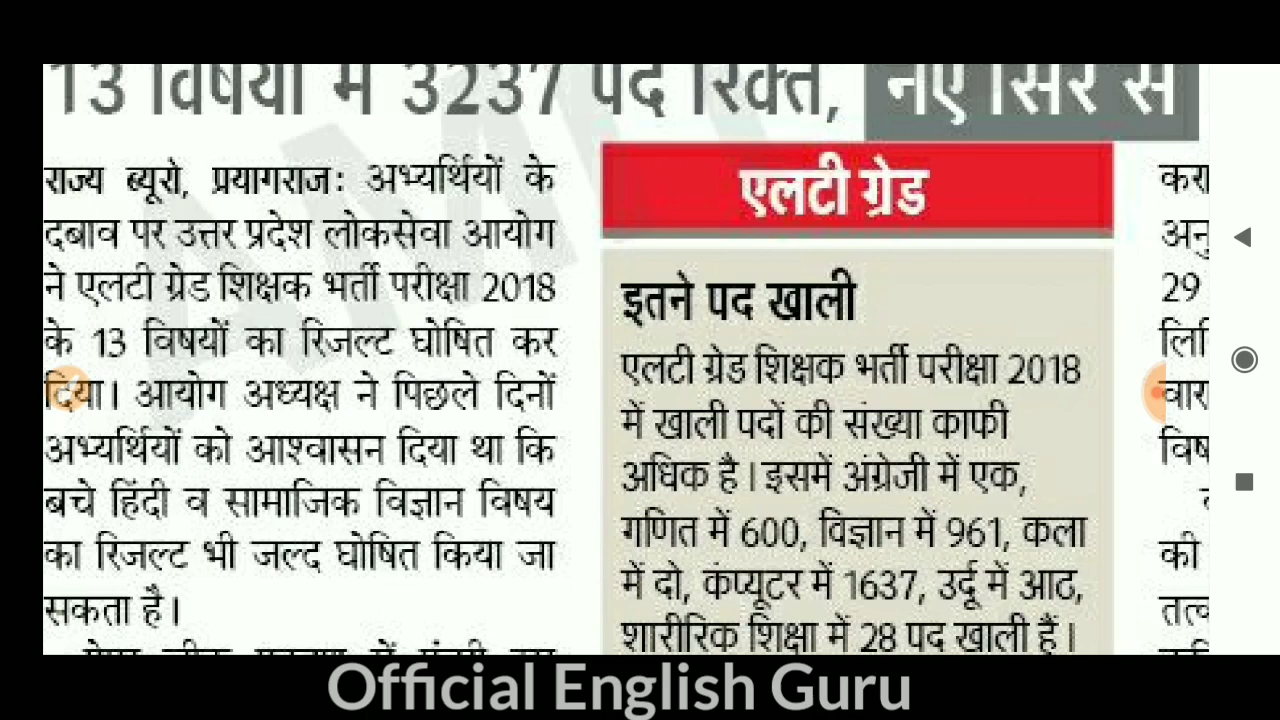 13 विषयों में 3237 पद रिक्त, नए सिरे से
राज्य ब्यूरो, प्रयागराज: अभ्यर्थियों के
दबाव पर उत्तर प्रदेश लोकसेवा आयोग
ने एलटी ग्रेड शिक्षक भर्ती परीक्षा 2018
के 13 विषयों का रिजल्ट घोषित कर
दिया। आयोग अध्यक्ष ने पिछले दिनों
अभ्यर्थियों को आश्वासन दिया था कि
बचे हिंदी व सामाजिक विज्ञान विषय
का रिजल्ट भी जल्द घोषित किया जा
सकता है।
एलटी ग्रेड
इतने पद खाली
एलटी ग्रेड शिक्षक भर्ती परीक्षा 2018
में खाली पदों की संख्या काफी
अधिक है। इसमें अंग्रेजी में एक,
गणित में 600, विज्ञान में 961, कला
में दो, कंप्यूटर में 1637, उर्दू में आठ,
शारीरिक शिक्षा में 28 पद खाली हैं।
29
की
Official English Guru